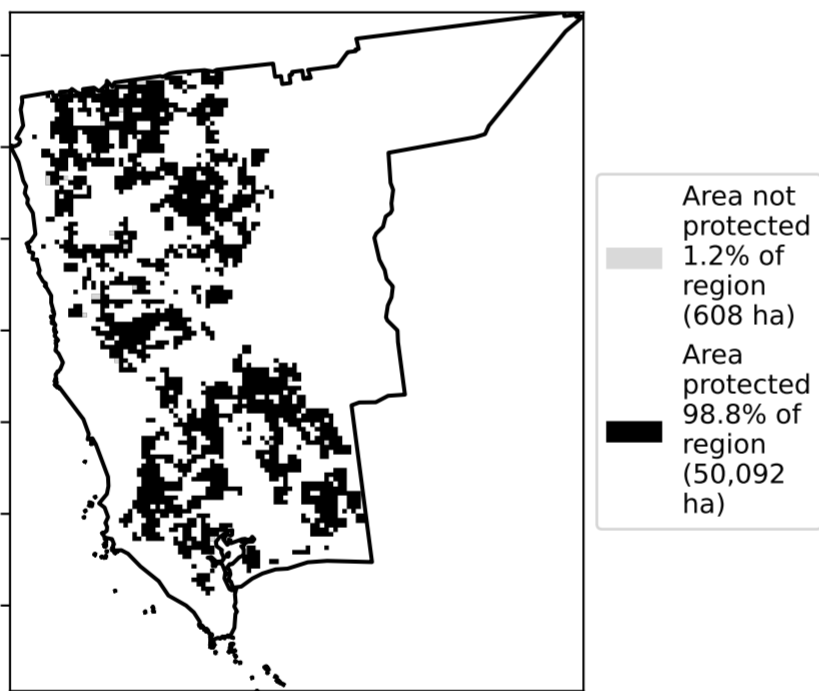 Area not
protected
1.2% of
region
(608 ha)
Area
protected
98.8% of
region
(50,092
ha)